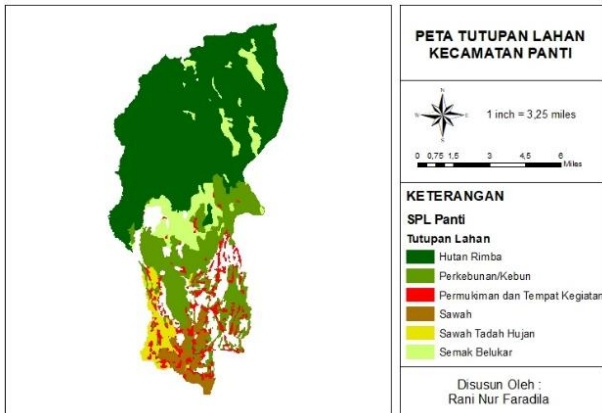 PETA TUTUPAN LAHAN
KECAMATAN PANTI
N
W E
S
1 inch = 3,25 miles
0 0,75 1,5 3 4,5 6
Miles
KETERANGAN
SPL Panti
Tutupan Lahan
Hutan Rimba
Perkebunan/Kebun
Permukiman dan Tempat Kegiatan
Sawah
Sawah Tadah Hujan
Semak Belukar
Disusun Oleh :
Rani Nur Faradila